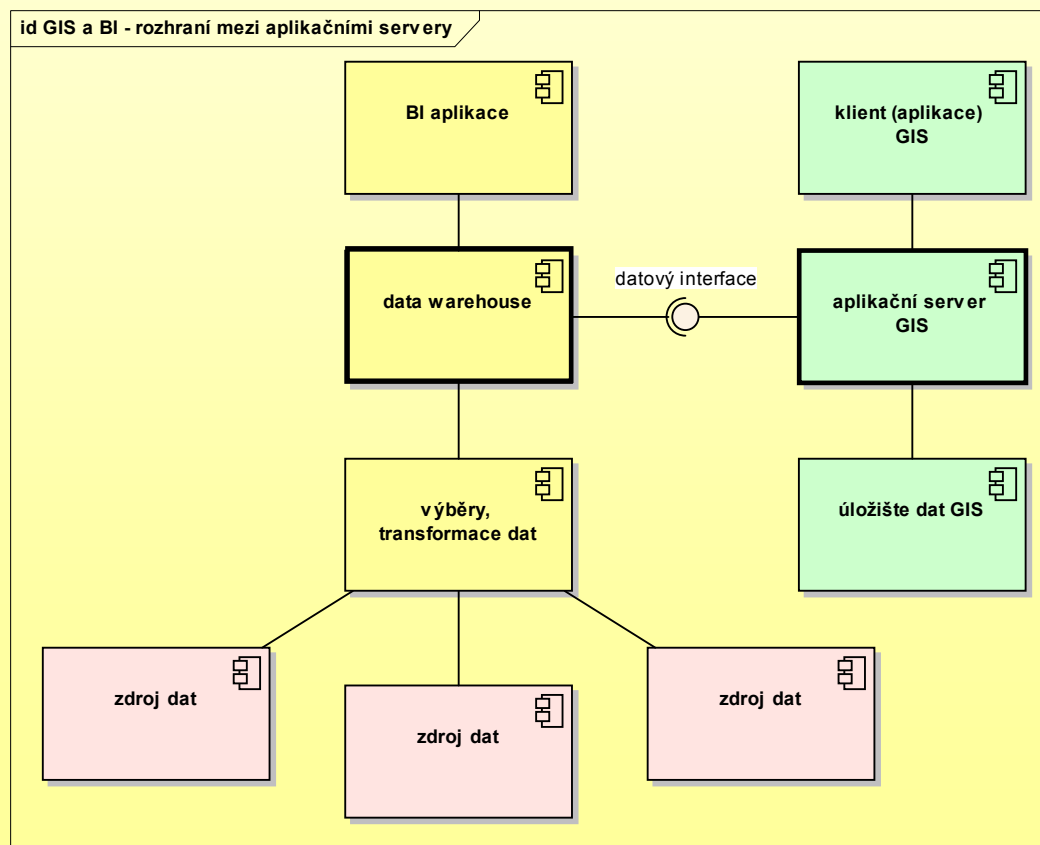 id GIS a BI - rozhraní mezi aplikačními servery
BI aplikace
klient (aplikace)
GIS
data warehouse
datový interface
aplikační server
GIS
výběry,
transformace dat
úložište dat GIS
zdroj dat
zdroj dat
zdroj dat